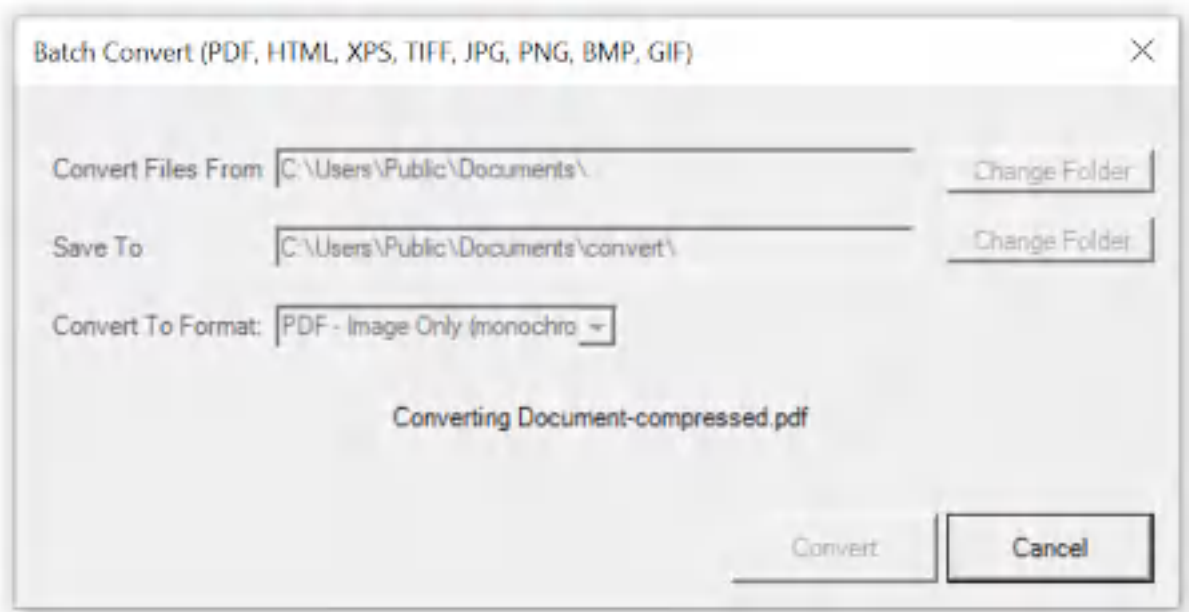 Batch Convert (PDF, HTML, XPS, TIFF, JPG, PNG, BMP, GIF)
Convert Files From C:\Users\Public\Documents\ Change Folder
Save To C:\Users\Public\Documents\convert\ Change Folder
Convert To Format: PDF - Image Only (monochro
Converting Document-compressed.pdf
Convert Cancel